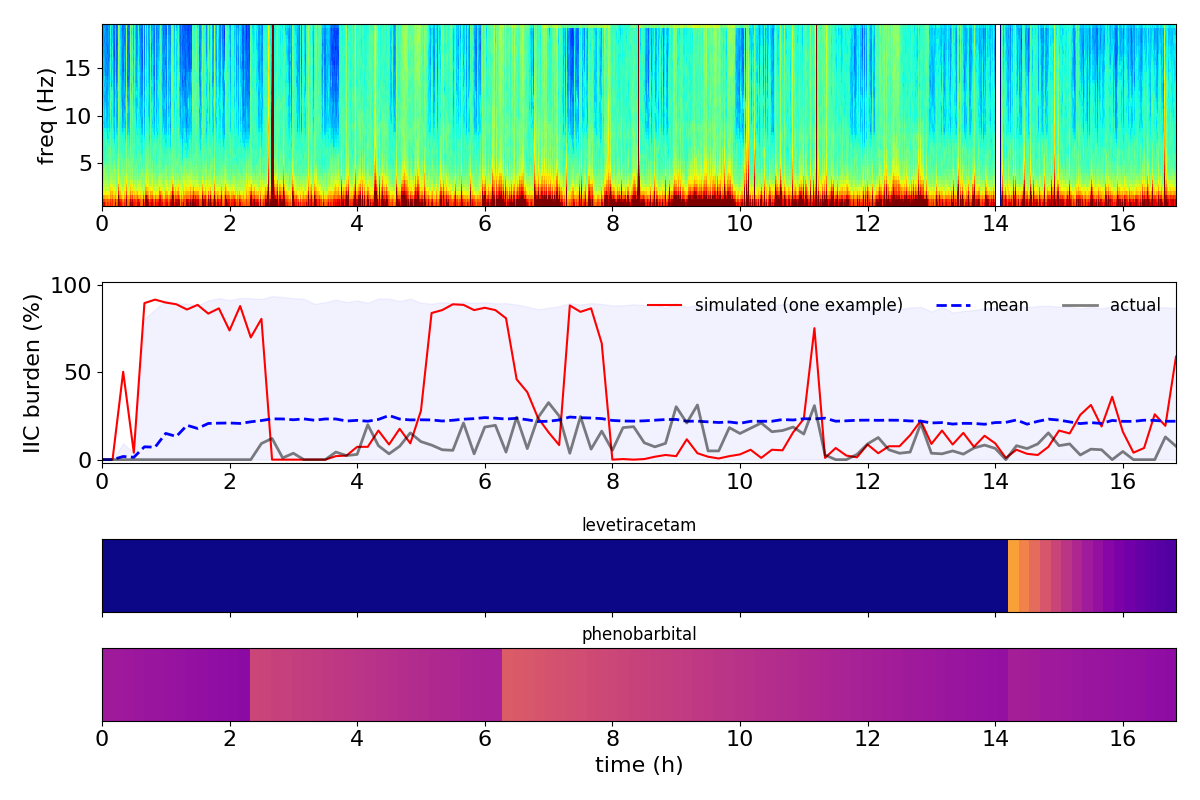 freq (Hz)
15
10
5
0 2 4 6 8 10 12 14 16
IIC burden (%)
100
50
0
simulated (one example) mean actual
0 2 4 6 8 10 12 14 16
levetiracetam
phenobarbital
0 2 4 6 8 10 12 14 16
time (h)